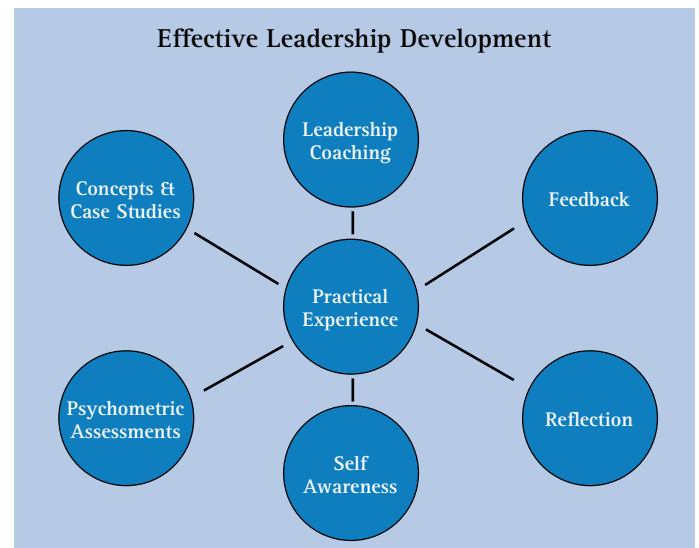 Effective Leadership Development
Leadership
Coaching
Concepts &
Case Studies
Feedback
Practical
Experience
Psychometric
Assessments
Reflection
Self
Awareness